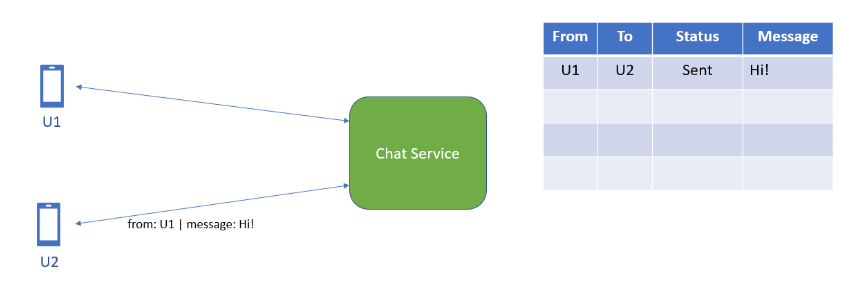 From To Status Message
U1 U2 Sent Hi!
U1
Chat Service
from: U1 | message: Hi!
U2